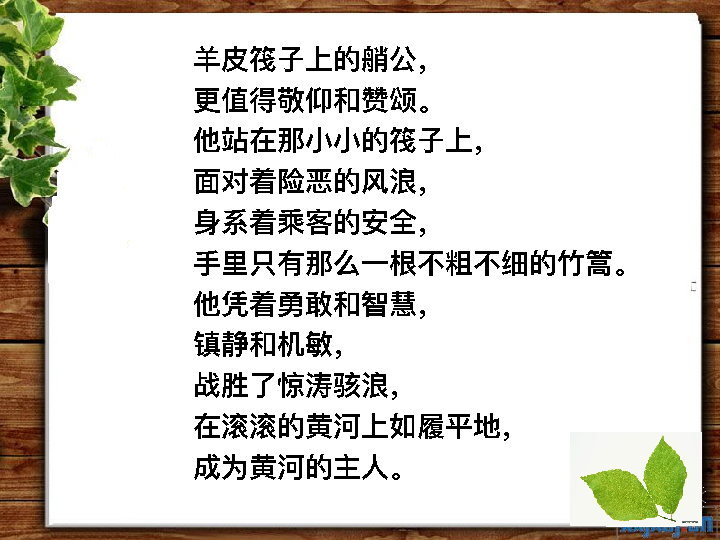 羊皮筏子上的艄公，
更值得敬仰和赞颂。
他站在那小小的筏子上，
面对着险恶的风浪，
身系着乘客的安全，
手里只有那么一根不粗不细的竹篙。
他凭着勇敢和智慧，
镇静和机敏，
战胜了惊涛骇浪，
在滚滚的黄河上如履平地，
成为黄河的主人。